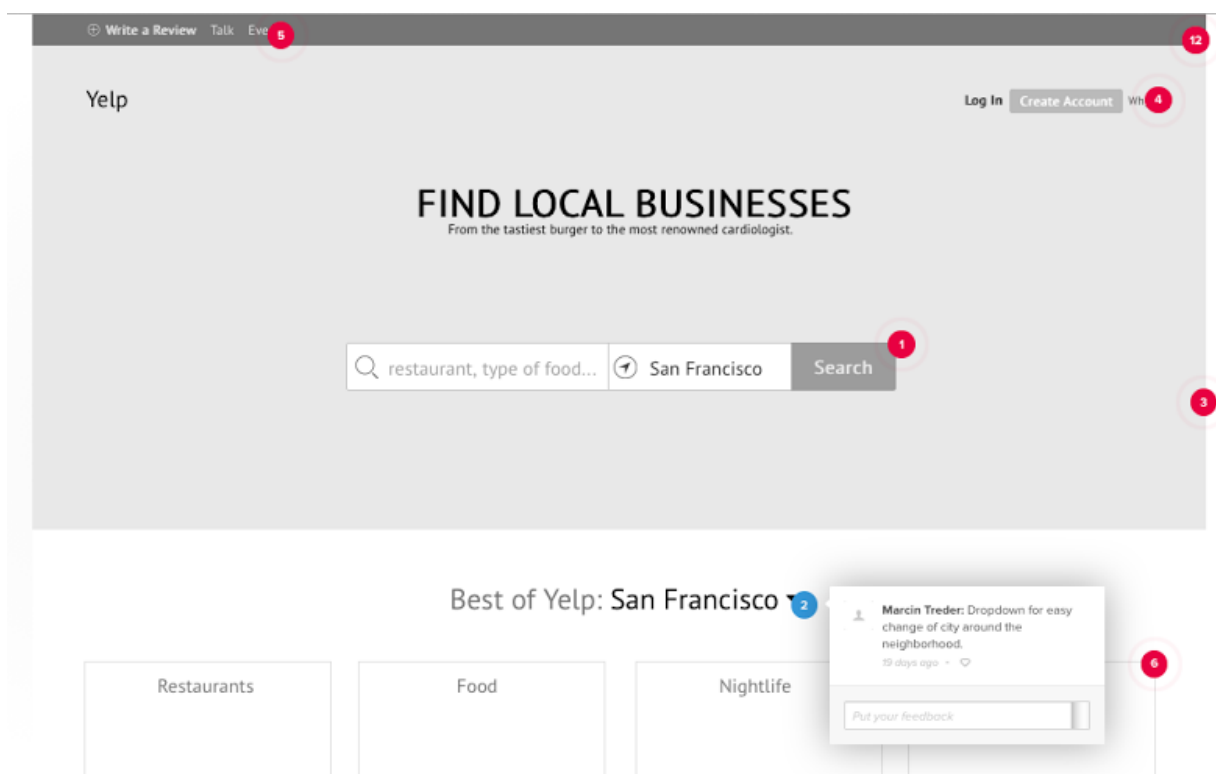 Write a Review Talk
5
12
Yelp
Log In Create Account
4
FIND LOCAL BUSINESSES
From the tastiest burger to the most renowned cardiologist.
1
restaurant, type of food... San Francisco Search
3
Best of Yelp: San Francisco
2
Marcin Treder: Dropdown for easy
change of city around the
neighborhood.
19 days ago •
6
Restaurants
Food
Nightlife
Put your feedback